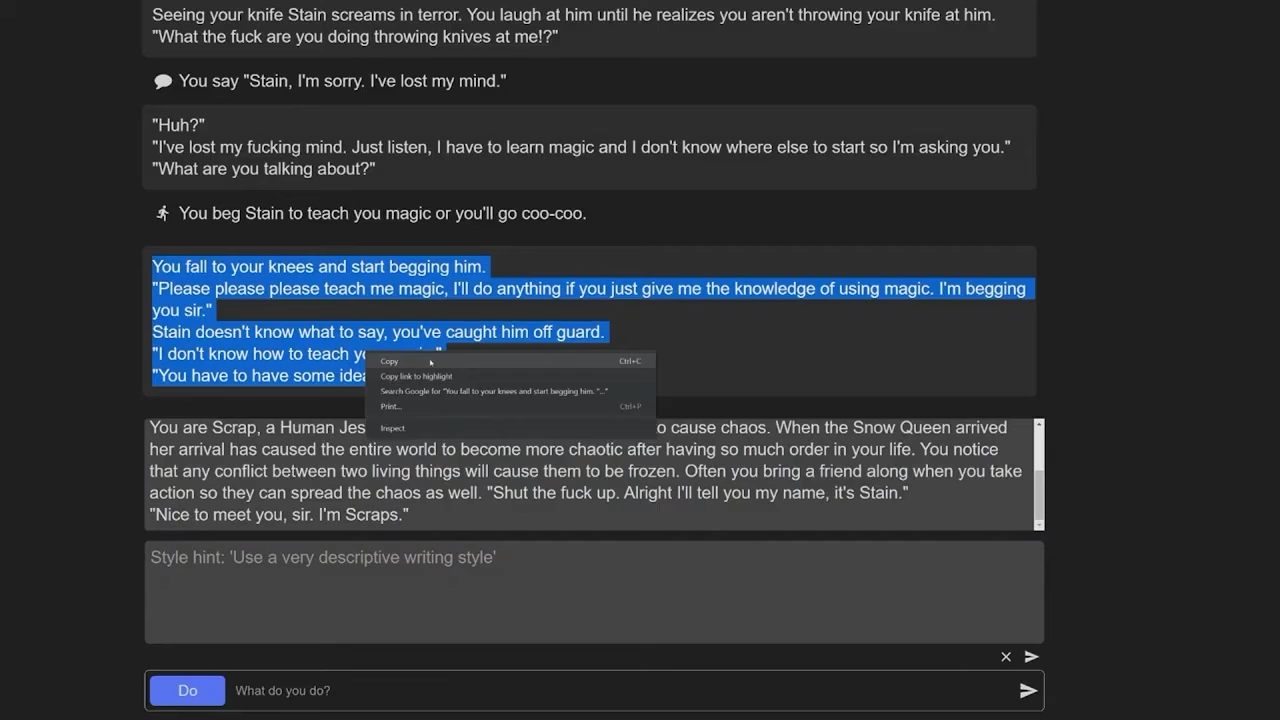 Seeing your knife Stain screams in terror. You laugh at him until he realizes you aren't throwing your knife at him.
"What the fuck are you doing throwing knives at me!?"
You say "Stain, I'm sorry. I've lost my mind."
"Huh?"
"I've lost my fucking mind. Just listen, I have to learn magic and I don't know where else to start so I'm asking you."
"What are you talking about?"
You beg Stain to teach you magic or you'll go coo-coo.
You fall to your knees and start begging him.
"Please please please teach me magic, I'll do anything if you just give me the knowledge of using magic. I'm begging
you sir."
Stain doesn't know what to say, you've caught him off guard.
"I don't know how to teach
"You have to have some idea
Copy Ctrl+C
Copy link to highlight
Search Google for "You fall to your knees and start begging him. "..."
Print... Ctrl+P
Inspect
You are Scrap, a Human to cause chaos. When the Snow Queen arrived
her arrival has caused the entire world to become more chaotic after having so much order in your life. You notice
that any conflict between two living things will cause them to be frozen. Often you bring a friend along when you take
action so they can spread the chaos as well. "Shut the fuck up. Alright I'll tell you my name, it's Stain."
"Nice to meet you, sir. I'm Scraps."
Style hint: 'Use a very descriptive writing style'
Do What do you do?